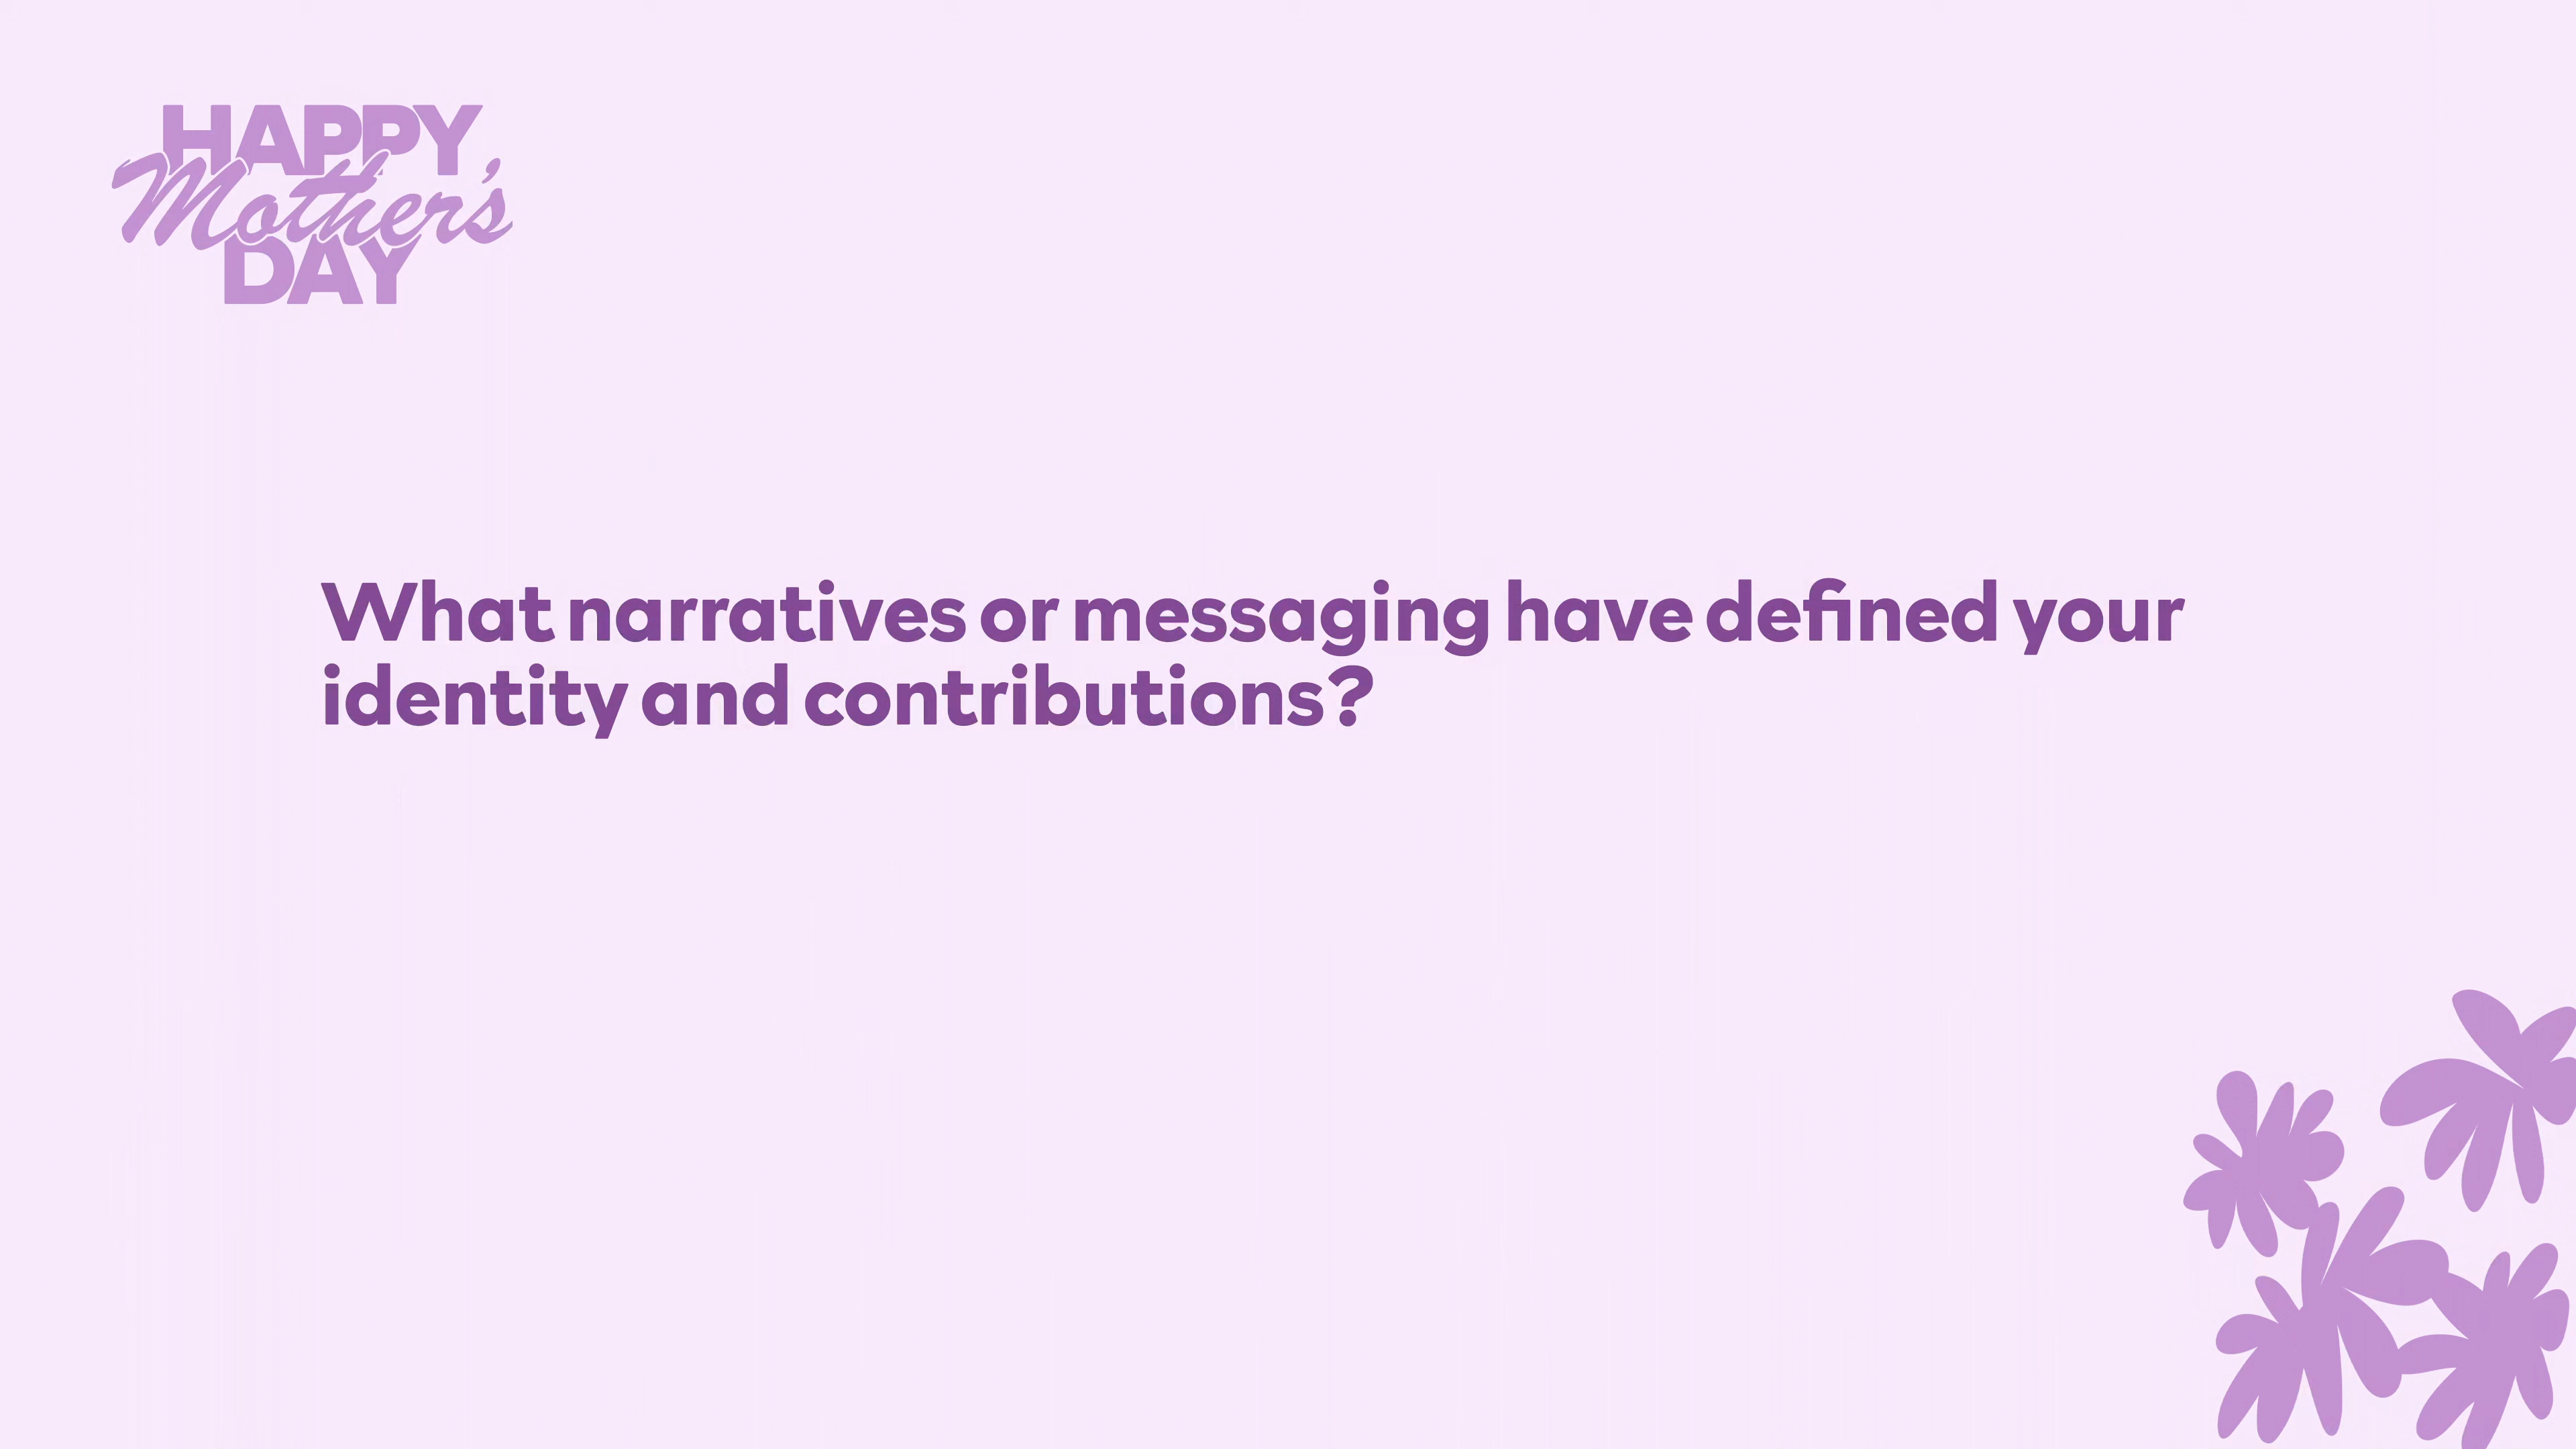 HAPPY
Mother's
DAY
What narratives or messaging have defined your
identity and contributions?